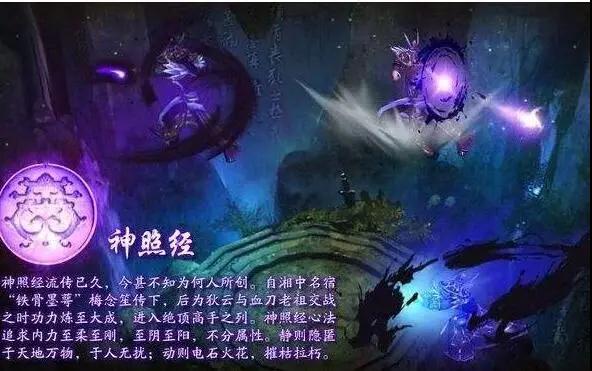 神照经
神照经流传已久，今甚不知为何人所创。自湘中名宿
“铁骨墨萼”梅念笙传下，后为狄云与血刀老祖交战
之时功力炼至大成，进入绝顶高手之列。神照经心法
追求内力至柔至刚，至阴至阳，不分属性。静则隐匿
于天地万物，于人无扰；动则电石火花，摧枯拉朽。